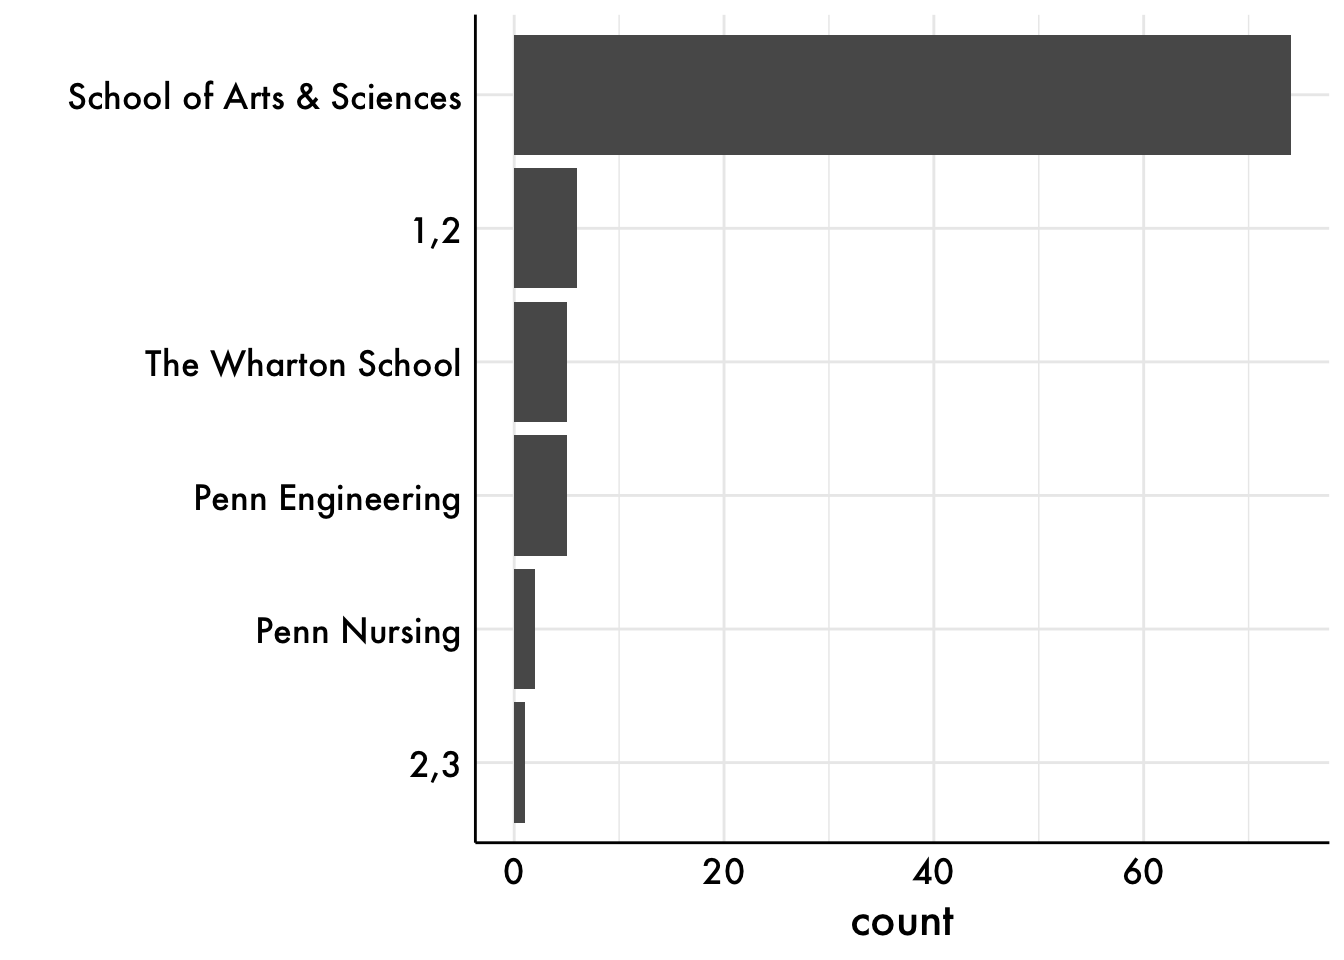 School of Arts & Sciences
1,2
The Wharton School
Penn Engineering
Penn Nursing
2,3
0 20 40 60
count